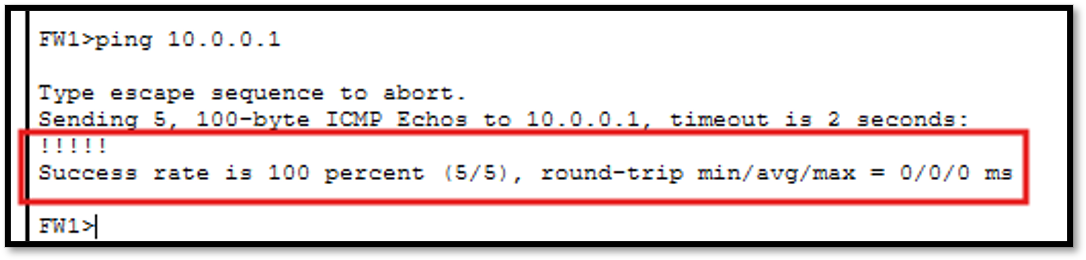 FW1>ping 10.0.0.1
Type escape sequence to abort.
Sending 5, 100-byte ICMP Echos to 10.0.0.1, timeout is 2 seconds:
!!!!!
Success rate is 100 percent (5/5), round-trip min/avg/max = 0/0/0 ms
FW1>